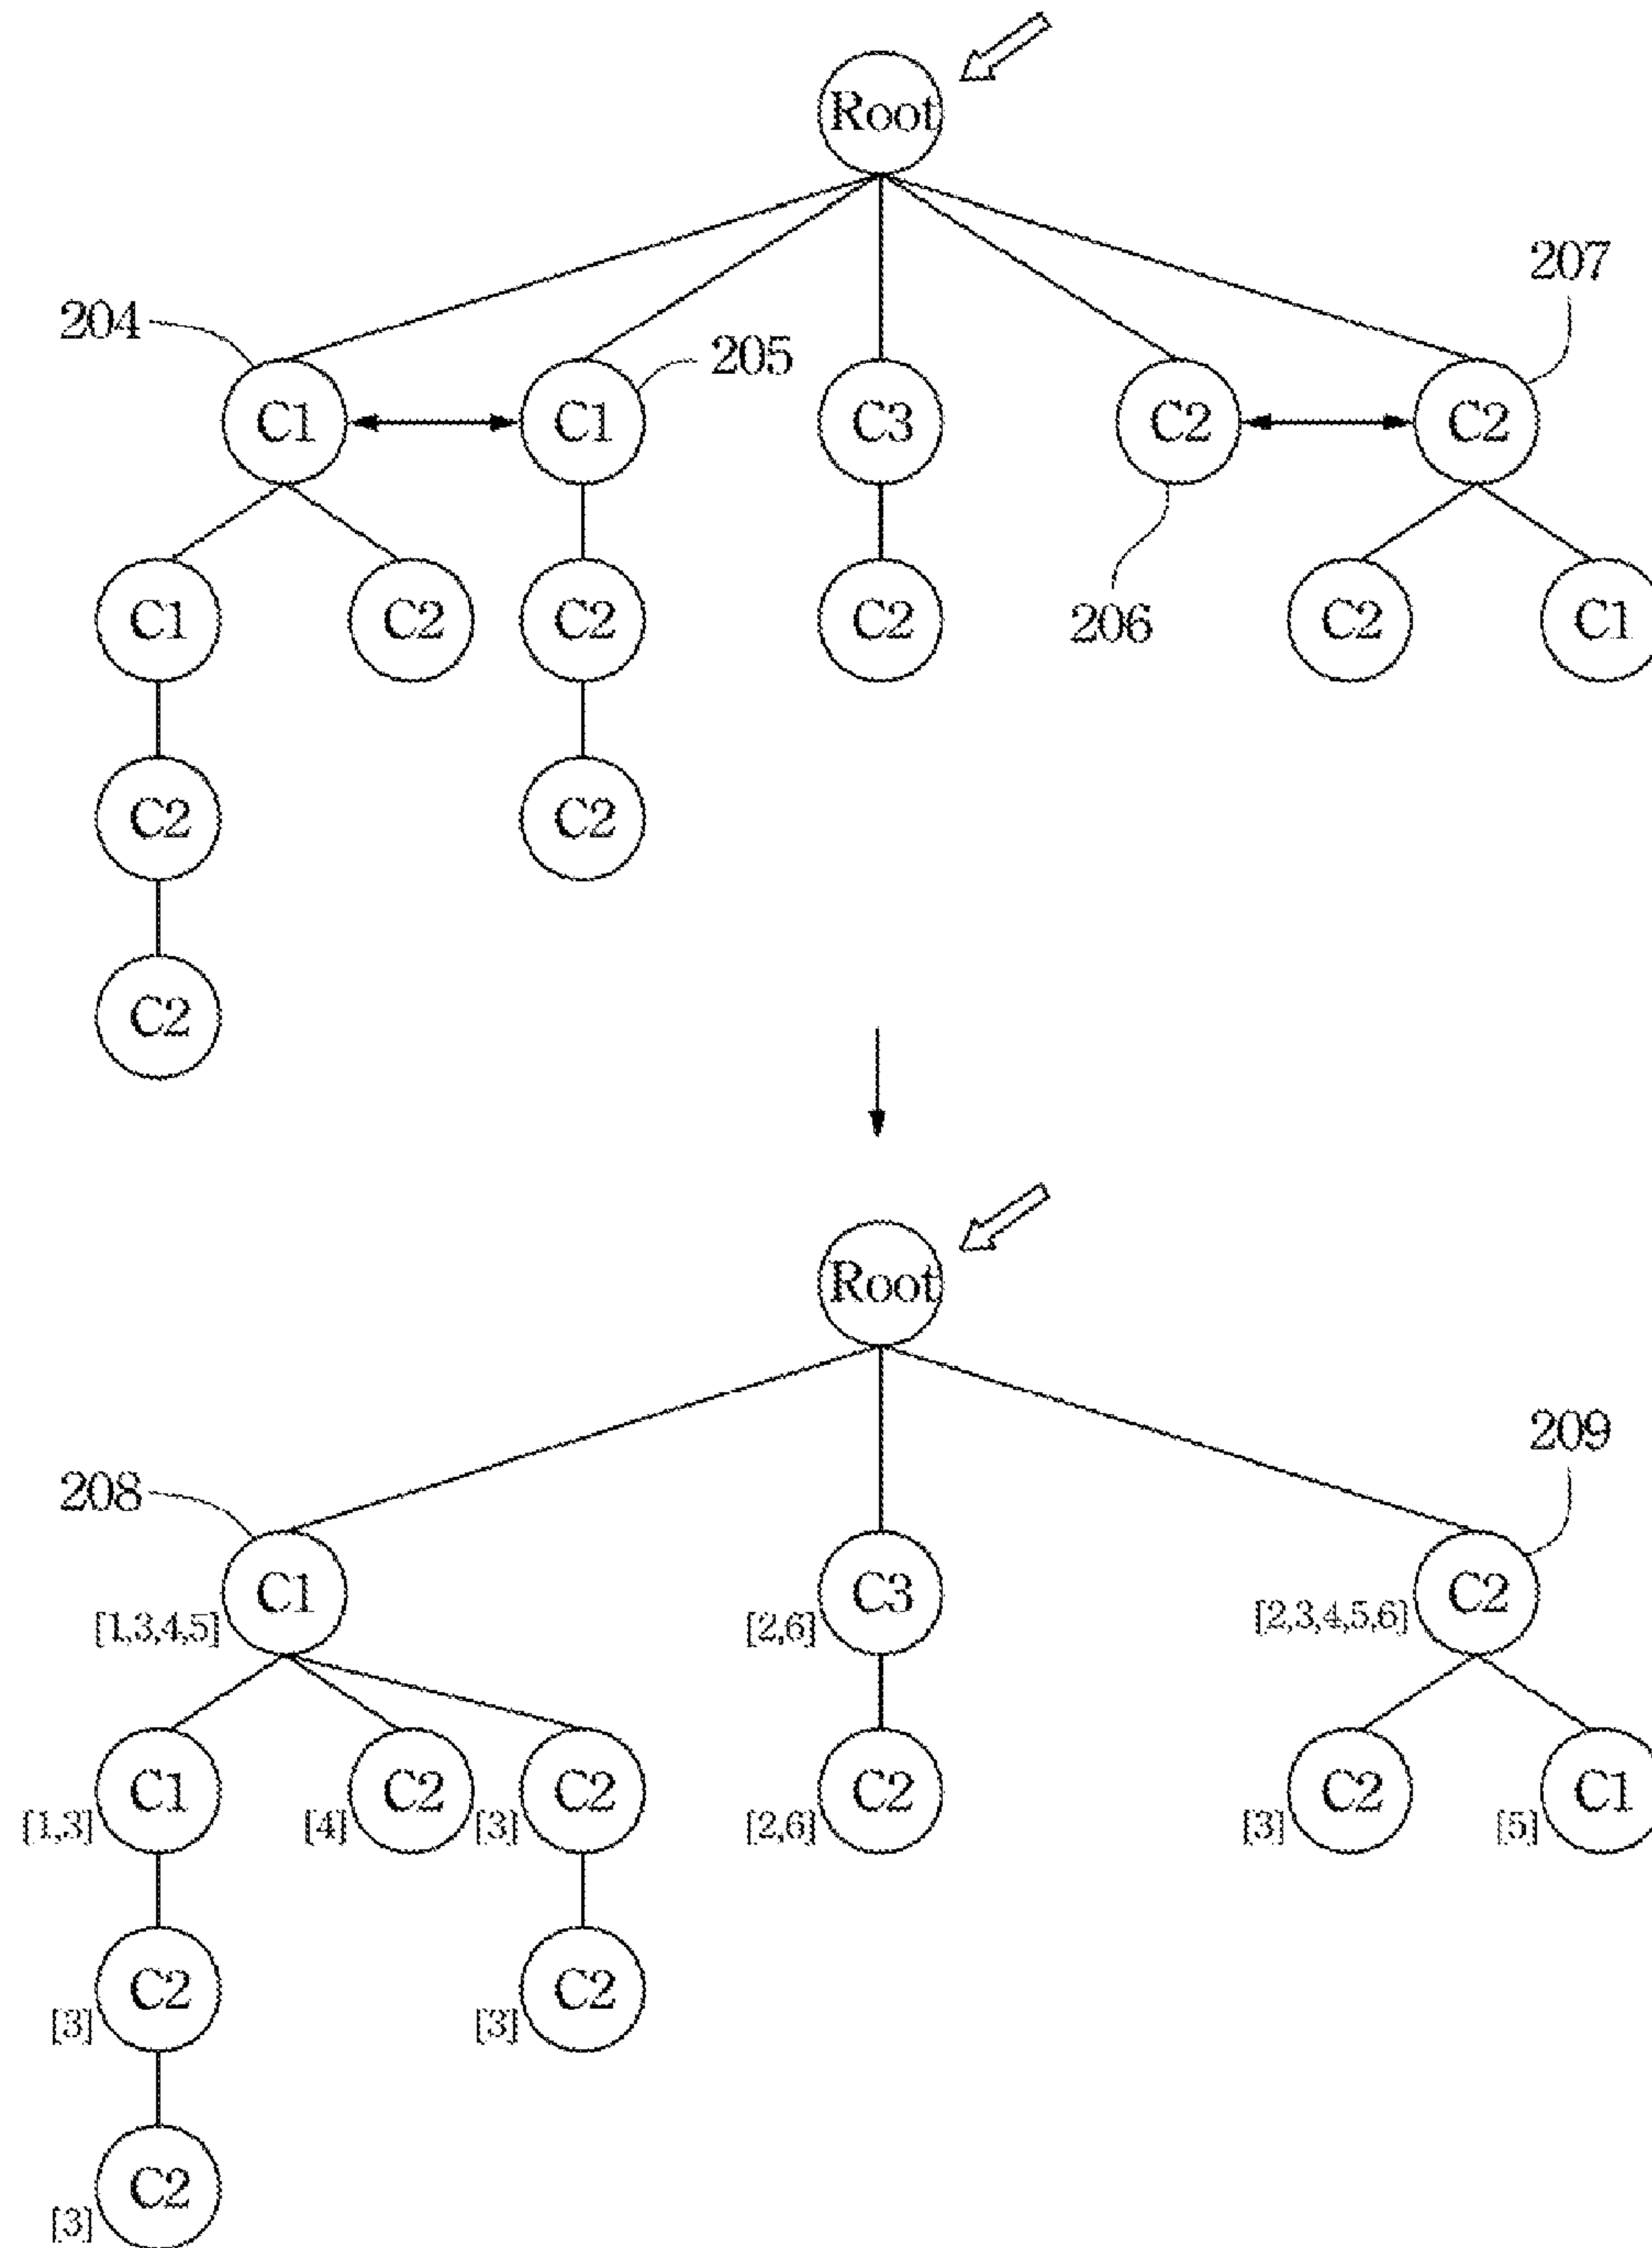 Root
207
204
205
C1
C1
C3
C2
C2
C1
C2
C2
C2
206
C2
C1
C2
C2
C2
Root
209
208
C1
C3
C2
[1,3,4,5]
[2,6]
[2,3,4,5,6]
C1
C2
C2
C2
C2
C1
[1,3]
[4]
[3]
[2,6]
[3]
[5]
C2
C2
[3]
[3]
C2
[3]